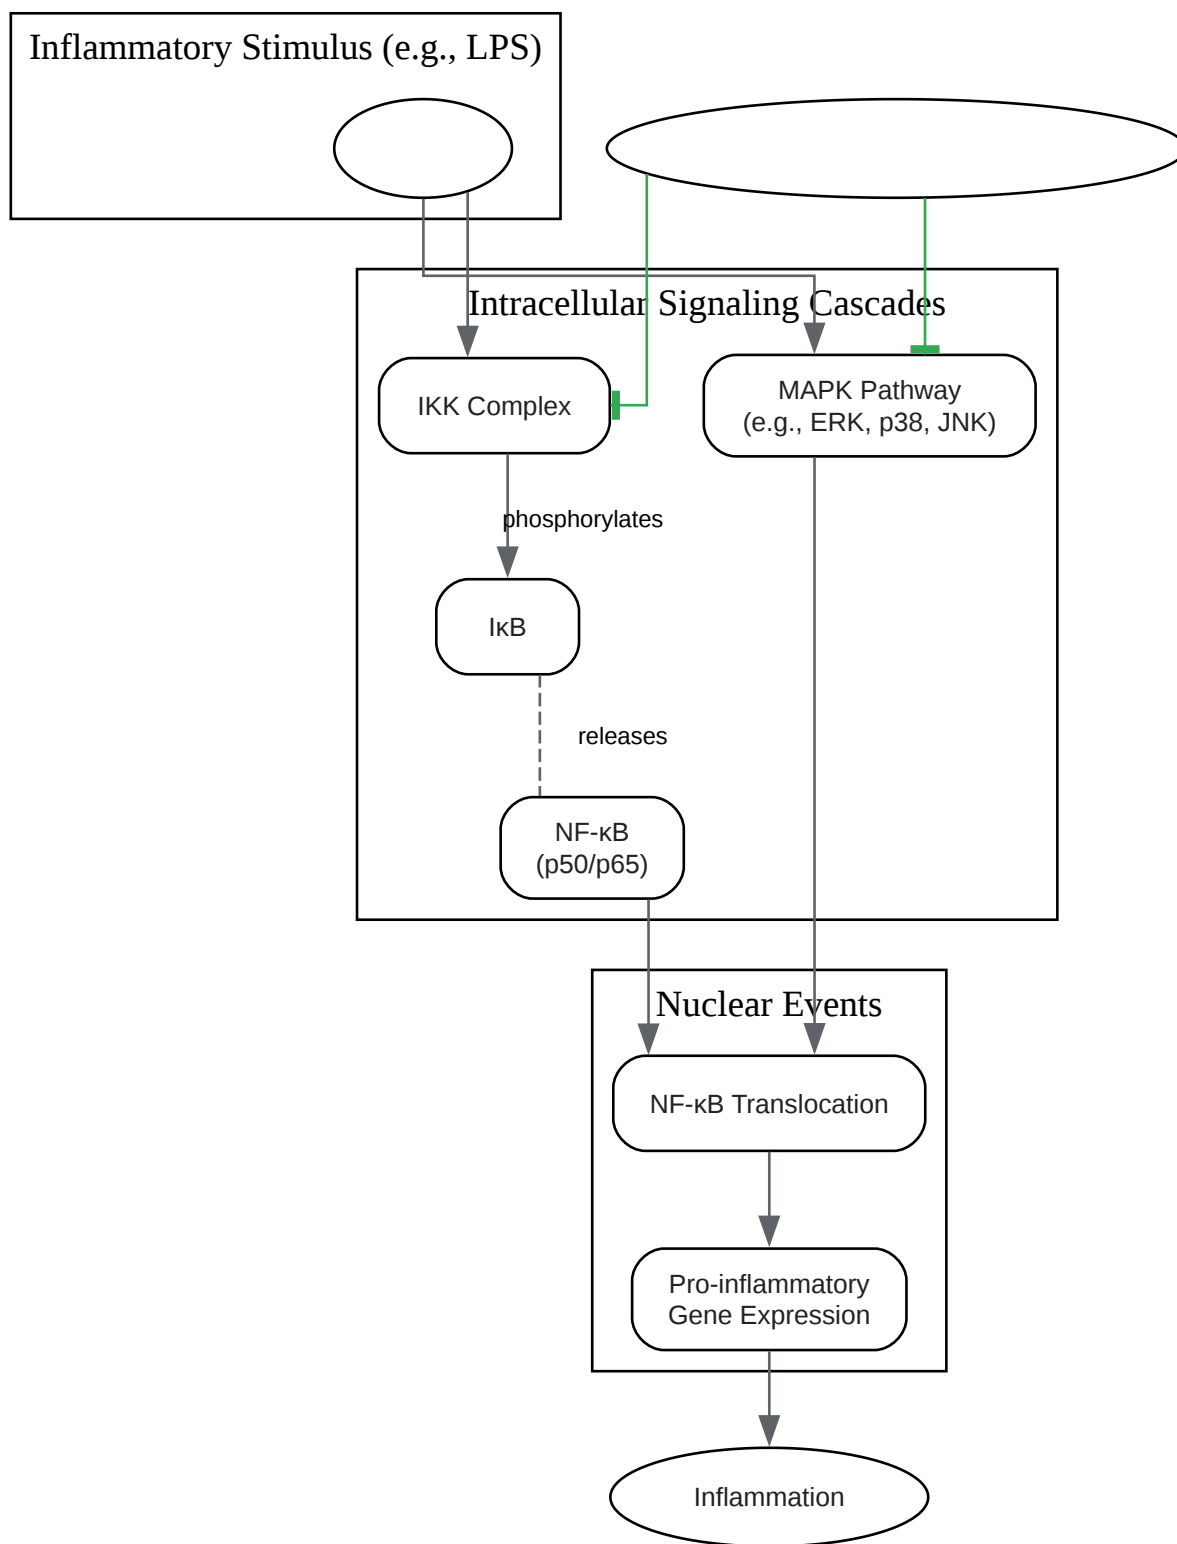 Inflammatory Stimulus (e.g., LPS)
Intracellular Signaling Cascades
IKK Complex
MAPK Pathway
(e.g., ERK, p38, JNK)
phosphorylates
IκB
releases
NF-κB
(p50/p65)
Nuclear Events
NF-κB Translocation
Pro-inflammatory
Gene Expression
Inflammation